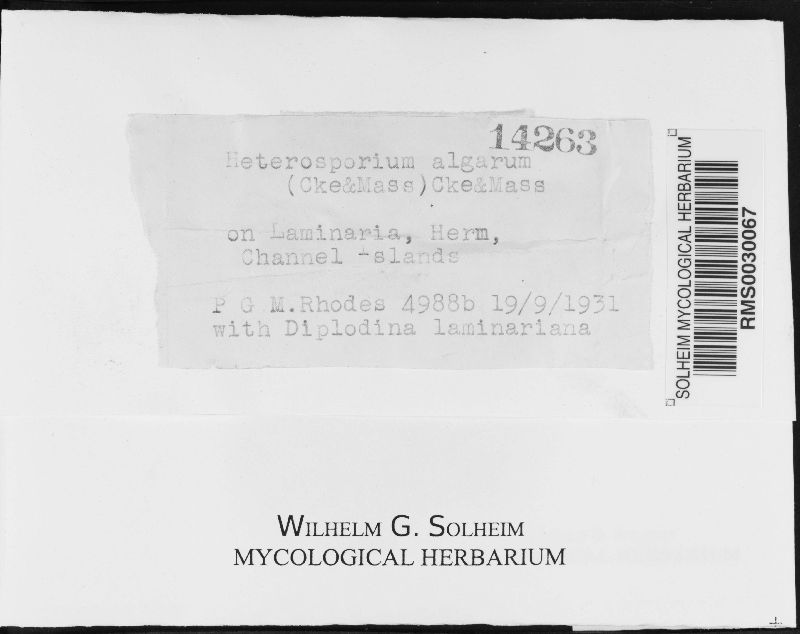 14263
Heterosporium algarum
(Cke&Mass)Cke&Mass
on Laminaria, Herm,
Channel -slands
P G M.Rhodes 4988b 19/9/1931
with Diplodina laminariana
SOLHEIM MYCOLOGICAL HERBARIUM
RMS0030067
WILHELM G. SOLHEIM
MYCOLOGICAL HERBARIUM